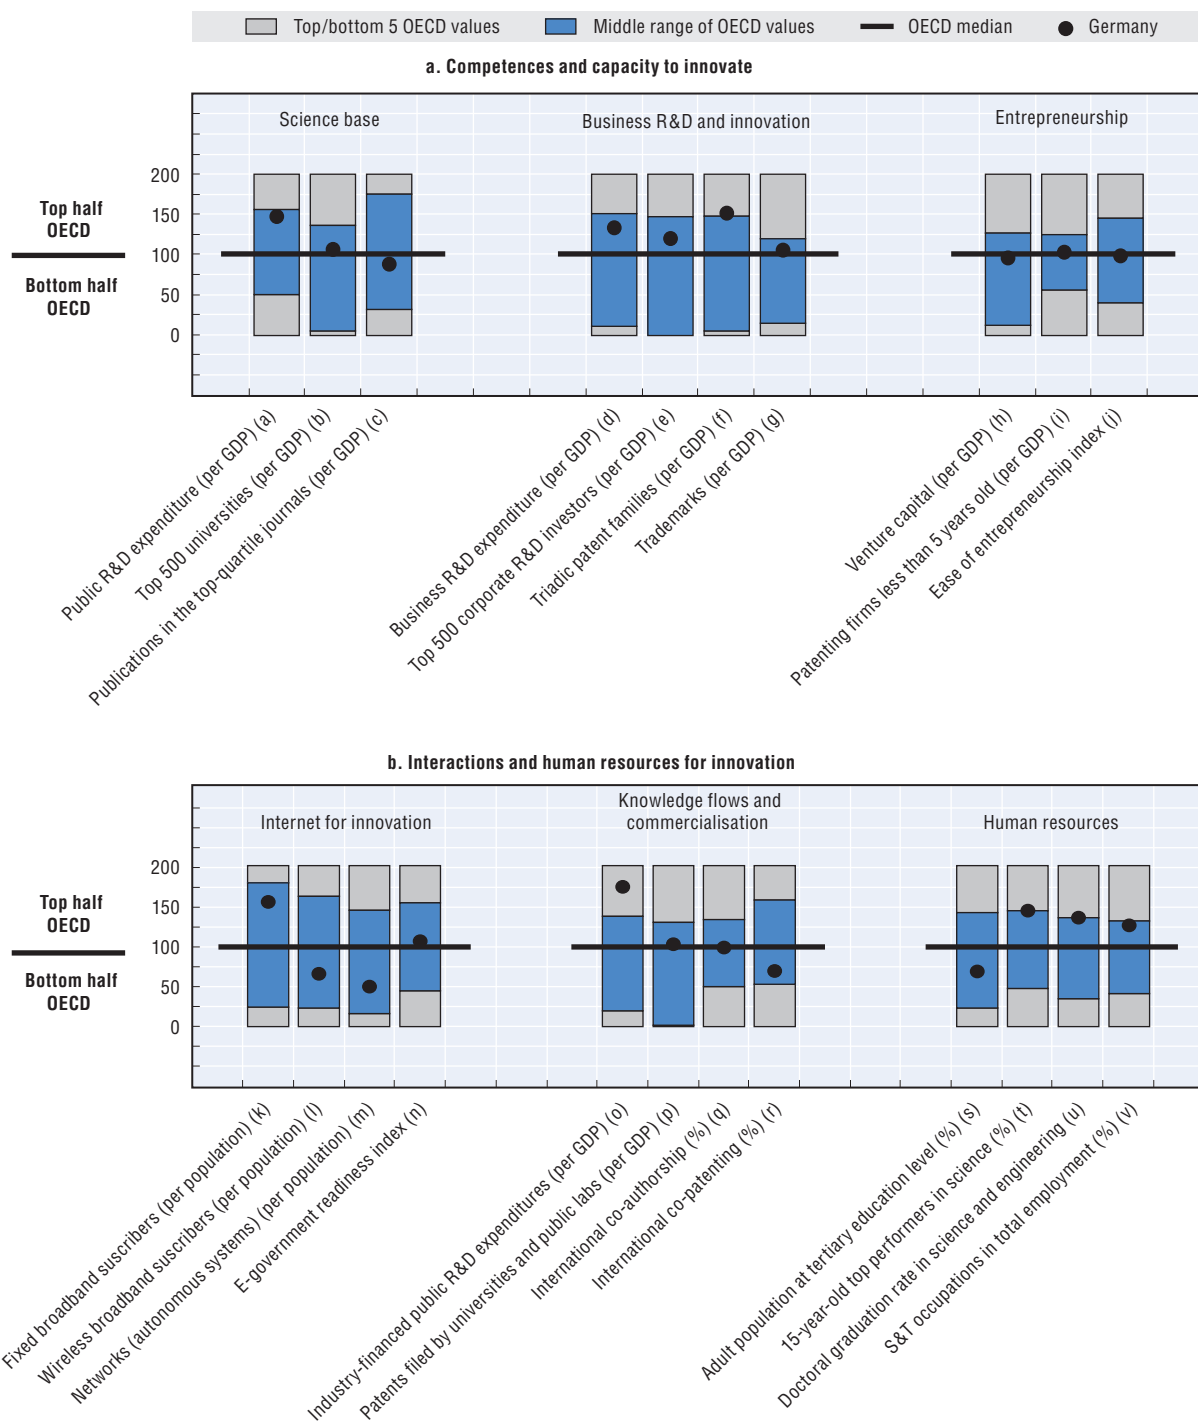 Top/bottom 5 OECD values Middle range of OECD values OECD median Germany
a. Competences and capacity to innovate
Science base
Business R&D and innovation
Entrepreneurship
Top half
OECD
Bottom half
OECD
200
150
100
50
0
Public R&D expenditure (per GDP) (a)
Top 500 universities (per GDP) (b)
Publications in the top-quartile journals (per GDP) (c)
Business R&D expenditure (per GDP) (d)
Top 500 corporate R&D investors (per GDP) (e)
Triadic patent families (per GDP) (f)
Trademarks (per GDP) (g)
Venture capital (per GDP) (h)
Patenting firms less than 5 years old (per GDP) (i)
Ease of entrepreneurship index (j)
b. Interactions and human resources for innovation
Internet for innovation
Knowledge flows and
commercialisation
Human resources
Top half
OECD
Bottom half
OECD
200
150
100
50
0
Fixed broadband suscribers (per population) (k)
Wireless broadband suscribers (per population) (l)
Networks (autonomous systems) (per population) (m)
E-government readiness index (n)
Industry-financed public R&D expenditures (per GDP) (o)
Patents filed by universities and public labs (per GDP) (p)
International co-authorship (%) (q)
International co-patenting (%) (r)
Adult population at tertiary education level (%) (s)
15-year-old top performers in science (%) (t)
Doctoral graduation rate in science and engineering (u)
S&T occupations in total employment (%) (v)